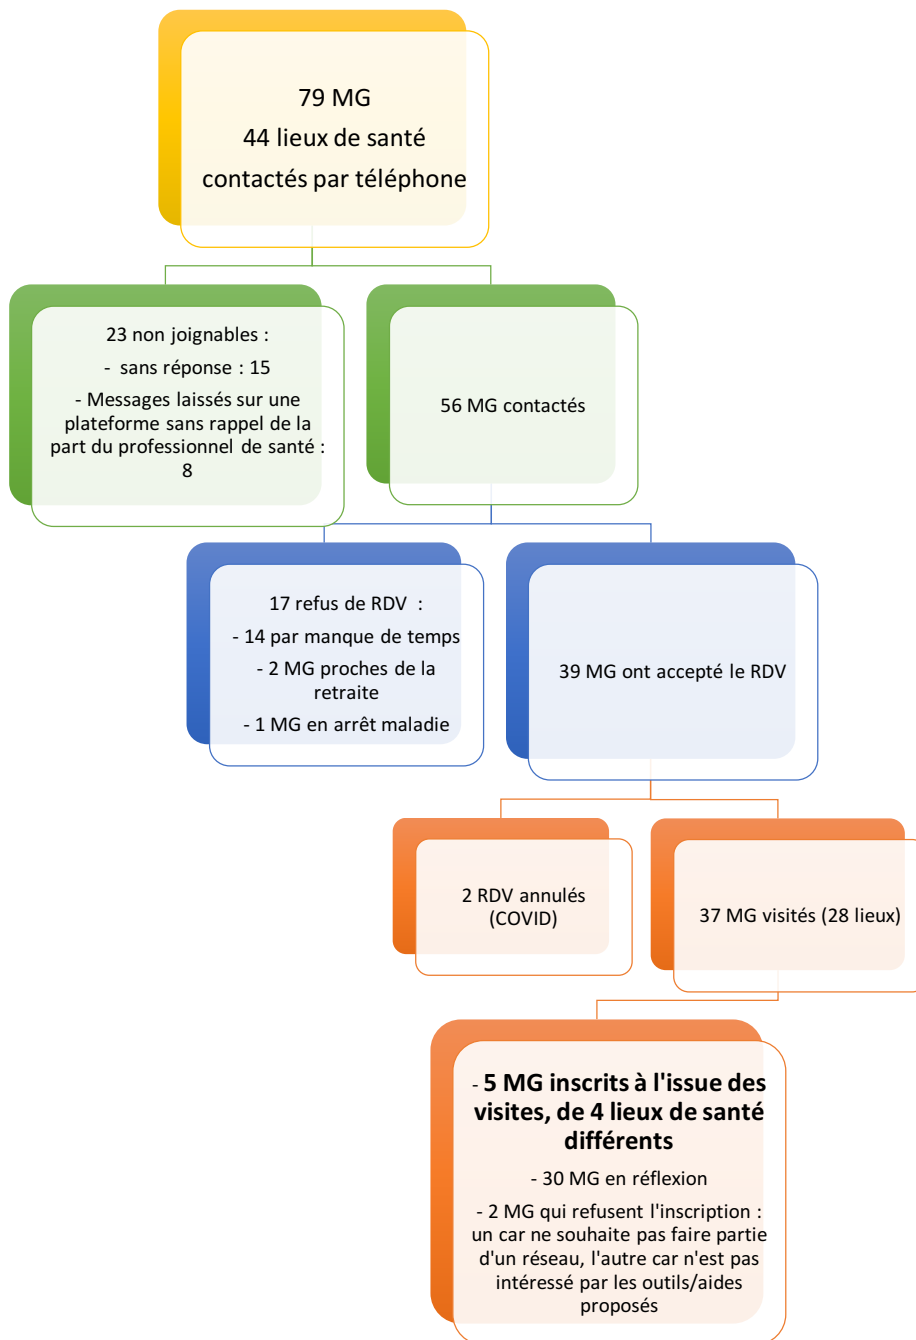 79 MG
44 lieux de santé
contactés par téléphone
23 non joignables :
- sans réponse : 15
- Messages laissés sur une
plateforme sans rappel de la
part du professionnel de santé :
8
56 MG contactés
17 refus de RDV :
- 14 par manque de temps
- 2 MG proches de la
retraite
- 1 MG en arrêt maladie
39 MG ont accepté le RDV
2 RDV annulés
(COVID)
37 MG visités (28 lieux)
- 5 MG inscrits à l'issue des
visites, de 4 lieux de santé
différents
- 30 MG en réflexion
- 2 MG qui refusent l'inscription :
un car ne souhaite pas faire partie
d'un réseau, l'autre car n'est pas
intéressé par les outils/aides
proposés